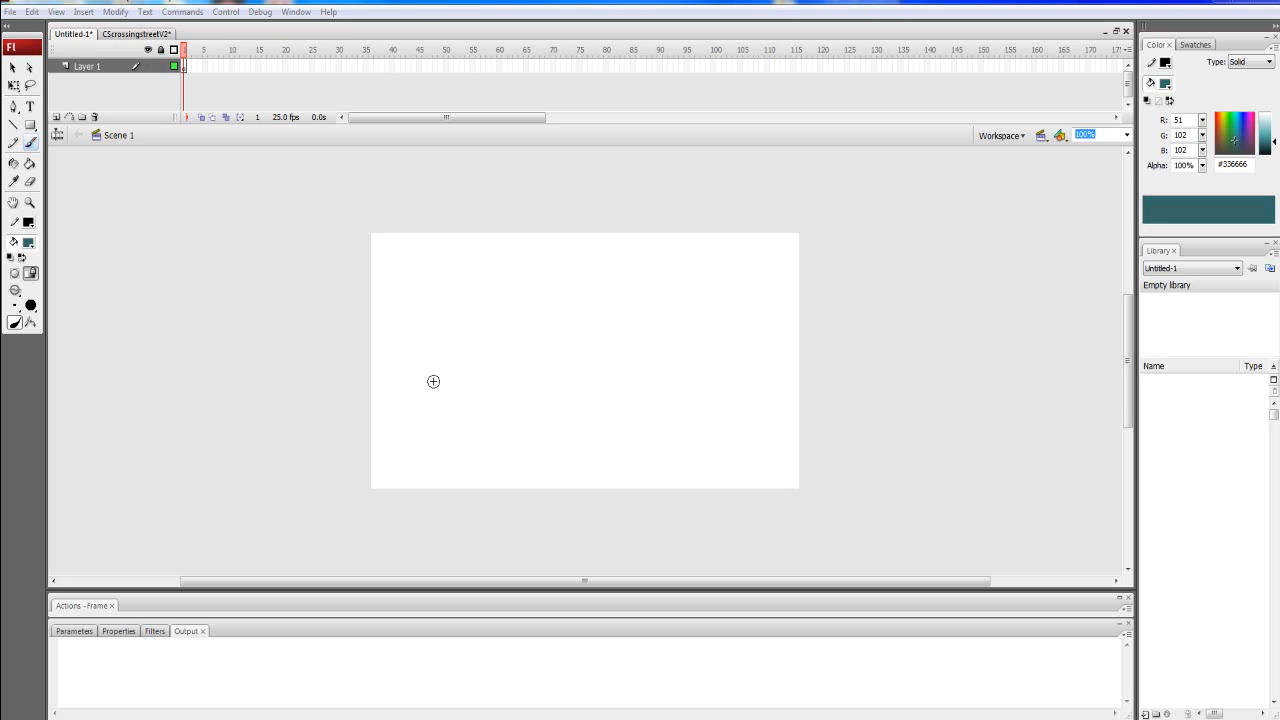 File Edit View Insert Modify Text Commands Control Debug Window Help
Fl
Untitled-1* CScrossingstreetV2*
5 10 15 20 25 30 35 40 45 50 55 60 65 70 75 80 85 90 95 100 105 110 115 120 125 130 135 140 145 150 155 160 165 170
Layer 1
1 25.0 fps 0.0s
Scene 1
Workspace 100%
Color Swatches
Type: Solid
R: 51
G: 102
B: 102
Alpha: 100% #336666
Library
Untitled-1
Empty library
Name Type
Actions - Frame
Parameters Properties Filters Output